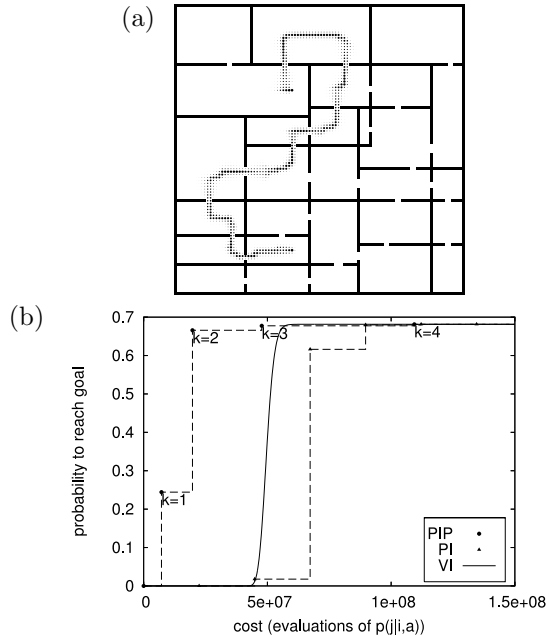 (a)
(b)
0.7
0.6
0.5
0.4
0.3
0.2
0.1
0
probability to reach goal
k=1
k=2
k=3
k=4
PIP
PI
VI
0 5e+07 1e+08 1.5e+08
cost (evaluations of p(j|i,a))